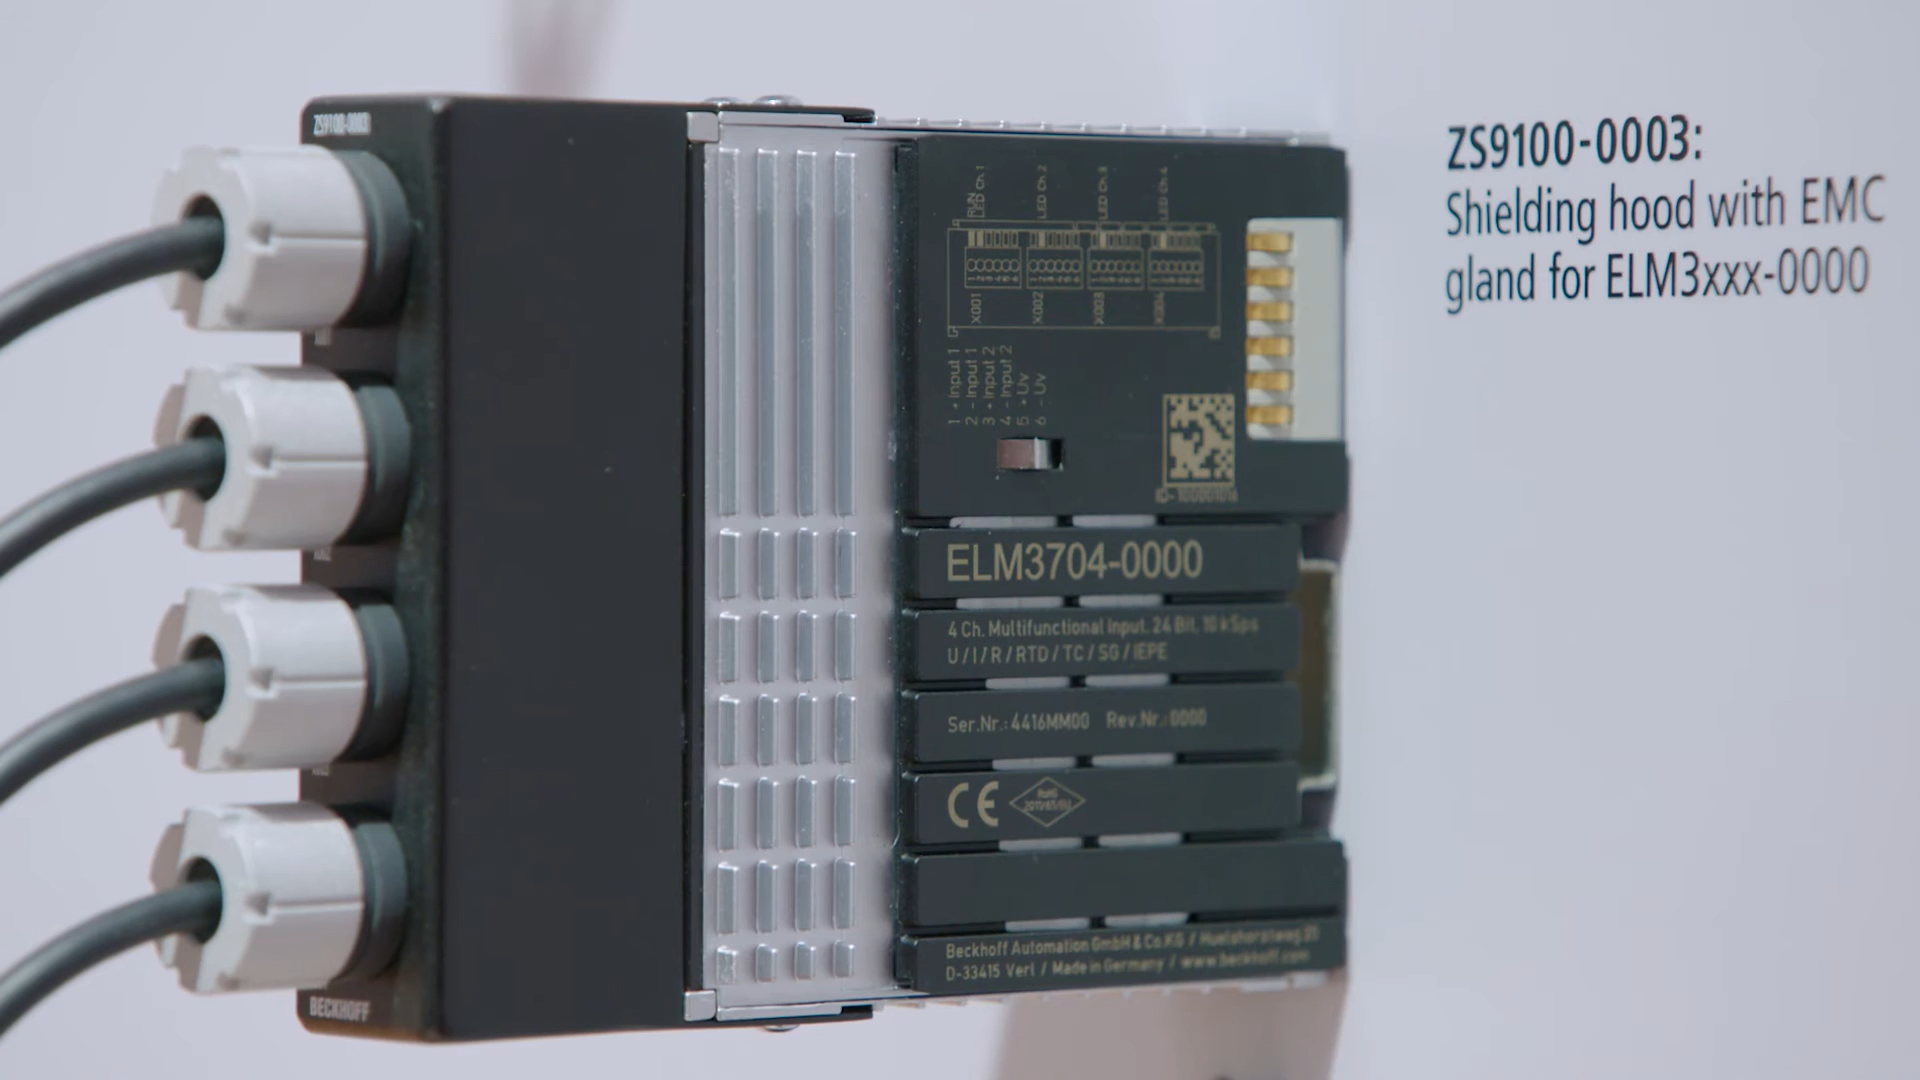 ZS9100-0003
ZS9100-0003:
Shielding hood with EMC
gland for ELM3xxx-0000
RUN
LED Ch.1
LED Ch.2
LED Ch.3
LED Ch.4
X001
X002
X003
X004
1 + Input 1
2 - Input 1
3 + Input 2
4 - Input 2
5 + Uv
6 - Uv
ELM3704-0000
4 Ch. Multifunctional Input, 24 Bit, 10 kSps
U / I / R / RTD / TC / SG / IEPE
Ser.Nr.: 4416MM00 Rev.Nr.: 0000
CE
RoHS
Beckhoff Automation GmbH & Co.KG /
D-33415 Verl / Made in Germany / www.beckhoff.com
BECKHOFF